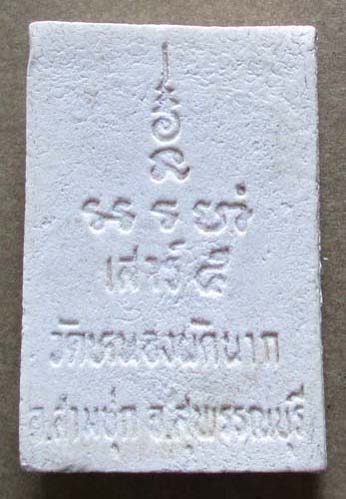 เสาร์ ๕
วัดหนองผักนาก
อ.สามชุก จ.สุพรรณบุรี